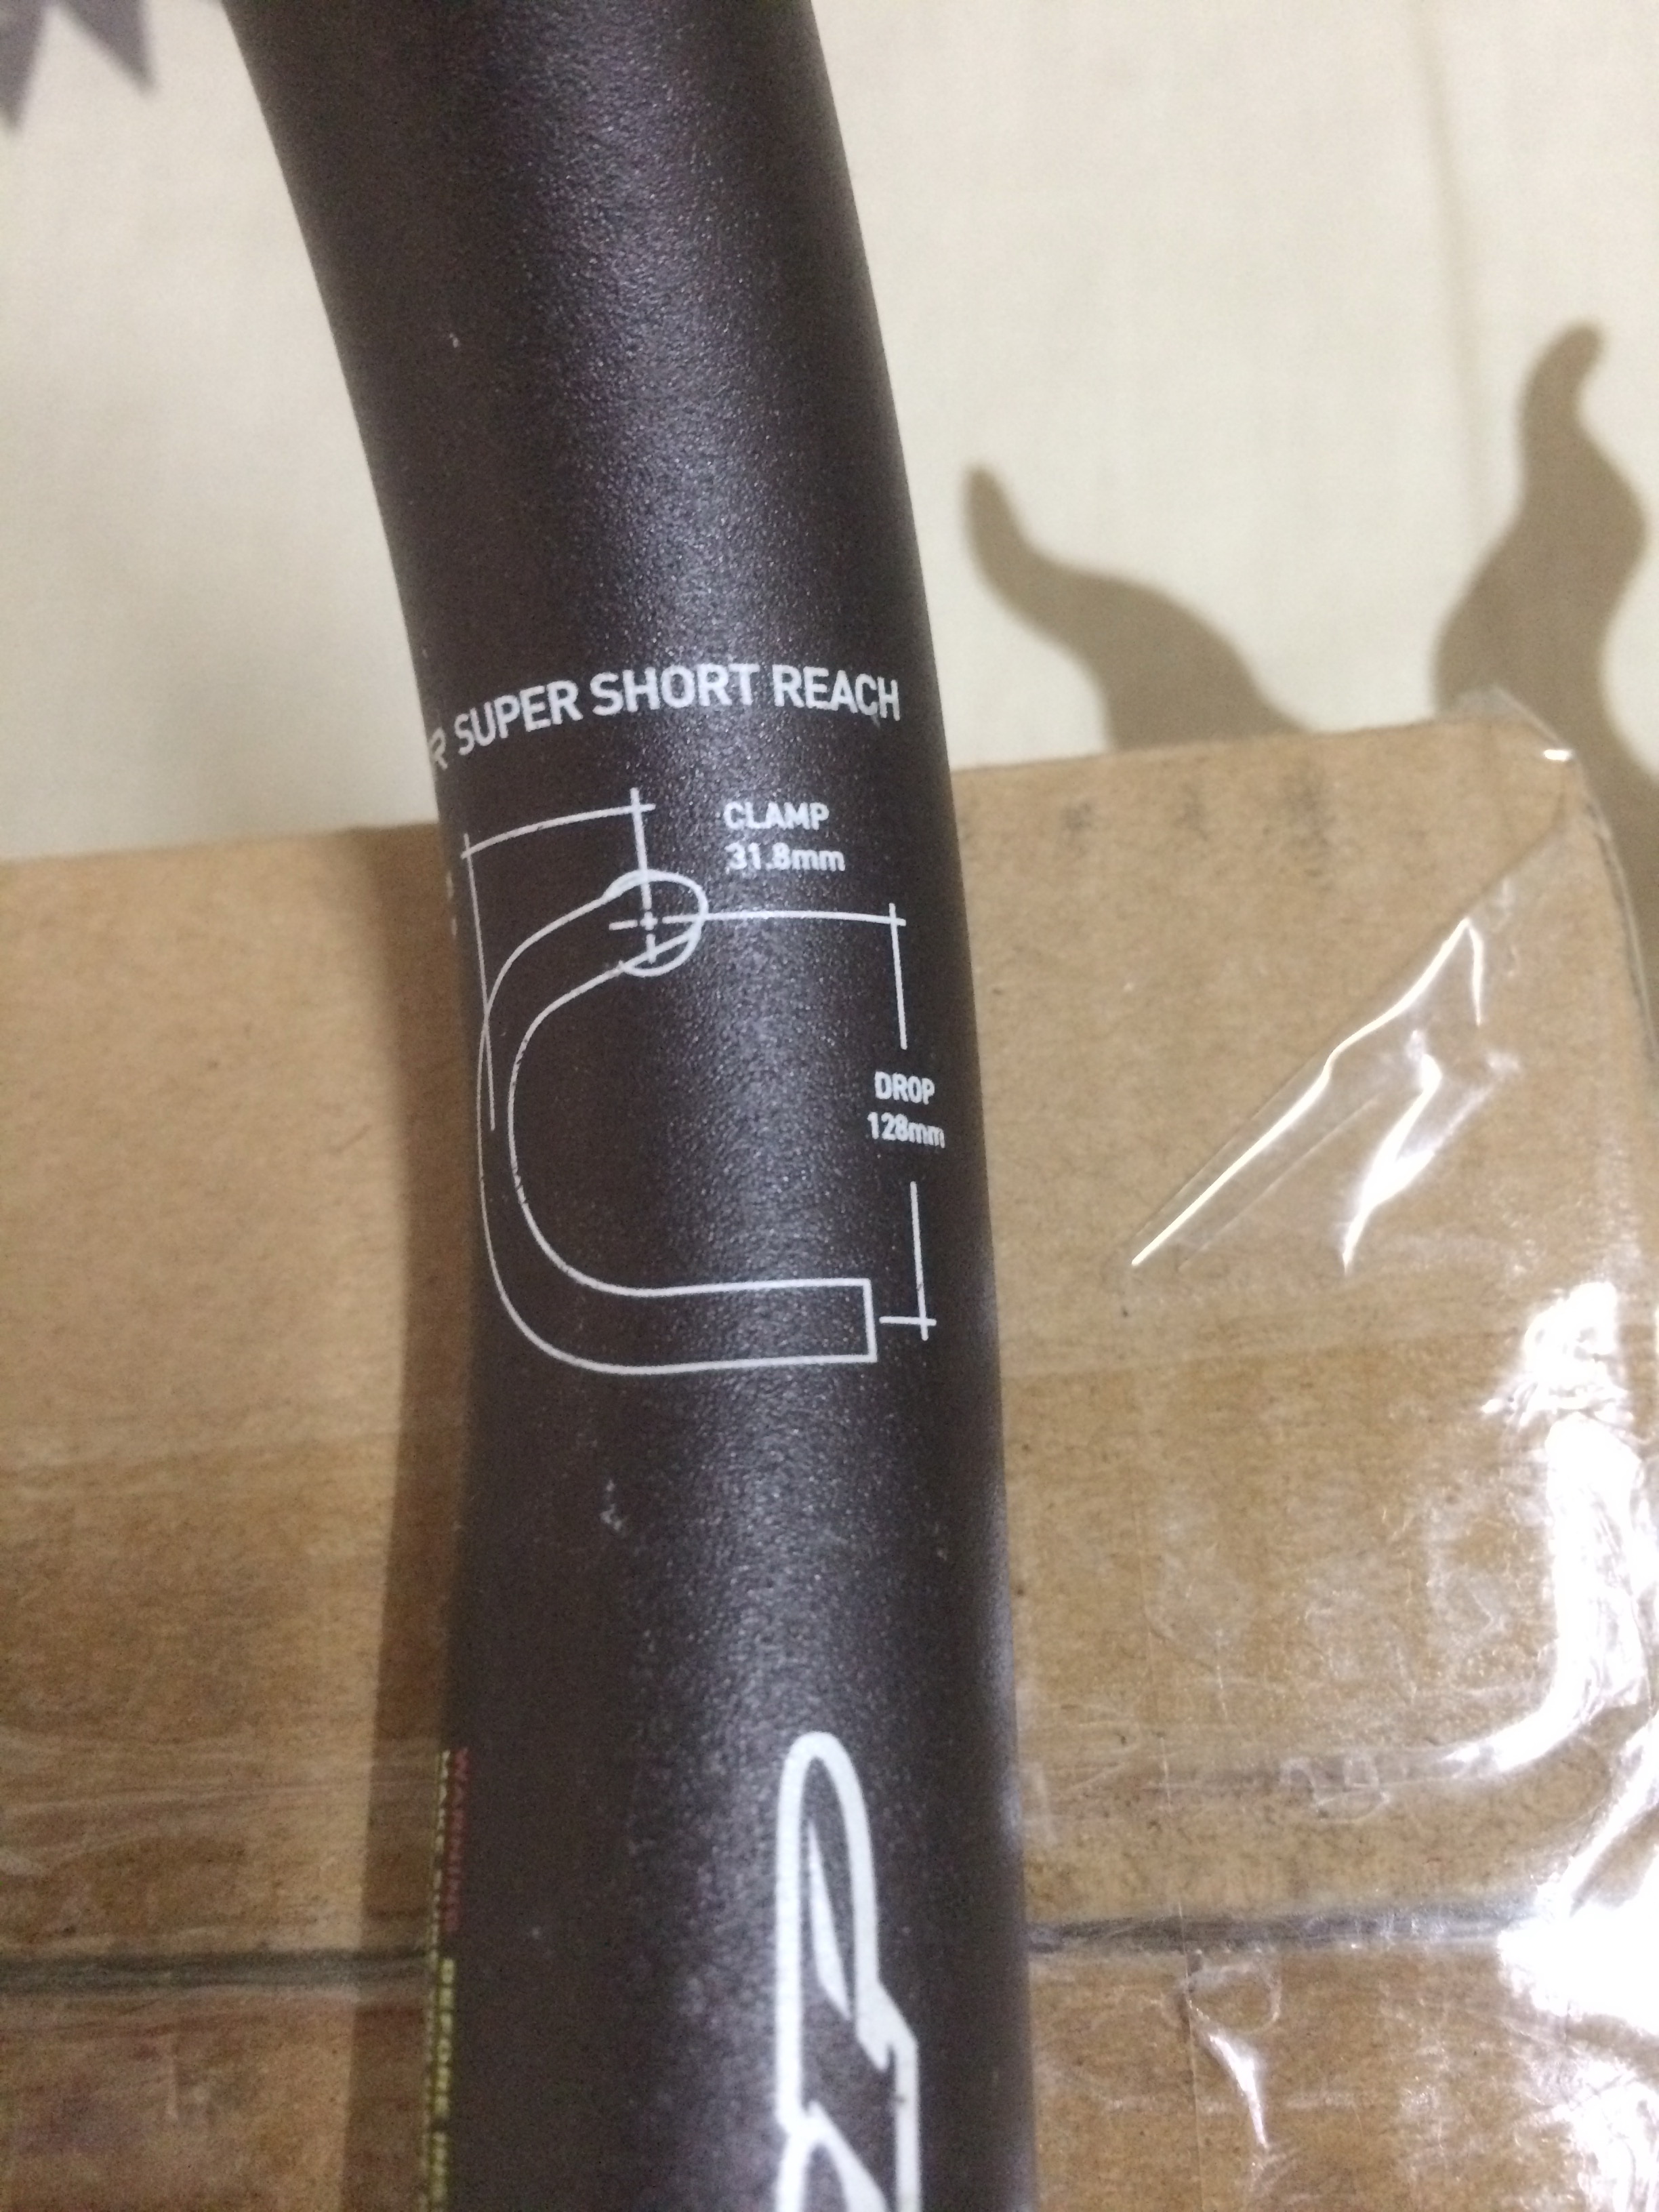 R SUPER SHORT REACH
CLAMP
31.8mm
DROP
128mm